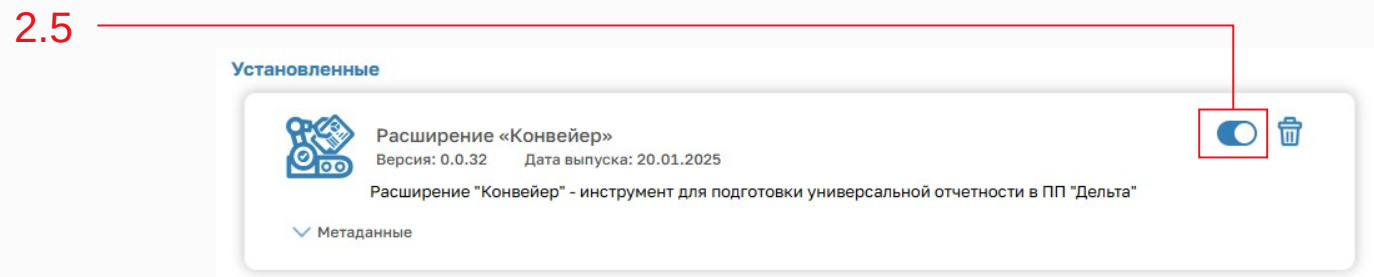 2.5
Установленные
Расширение «Конвейер»
Версия: 0.0.32 Дата выпуска: 20.01.2025
Расширение "Конвейер" - инструмент для подготовки универсальной отчетности в ПП "Дельта"
Метаданные